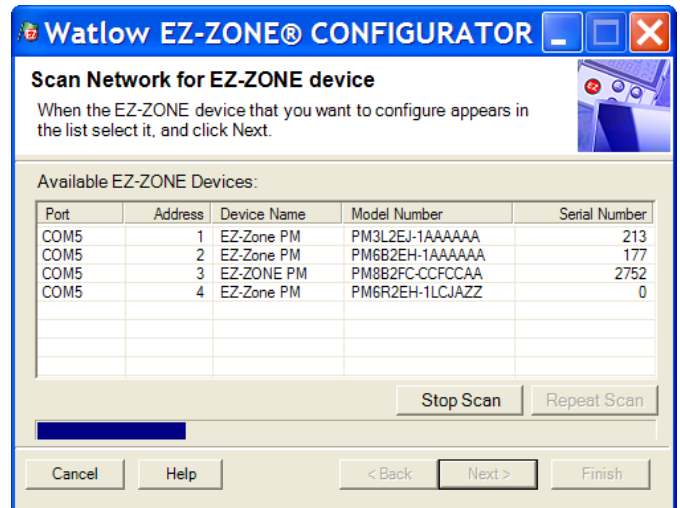 Watlow EZ-ZONE® CONFIGURATOR
Scan Network for EZ-ZONE device
When the EZ-ZONE device that you want to configure appears in
the list select it, and click Next.
Available EZ-ZONE Devices:
Port Address Device Name Model Number Serial Number
COM5 1 EZ-Zone PM PM3L2EJ-1AAAAAA 213
COM5 2 EZ-Zone PM PM6B2EH-1AAAAAA 177
COM5 3 EZ-ZONE PM PM8B2FC-CCFCCAA 2752
COM5 4 EZ-Zone PM PM6R2EH-1LCJAZZ 0
Stop Scan Repeat Scan
Cancel Help < Back Next > Finish